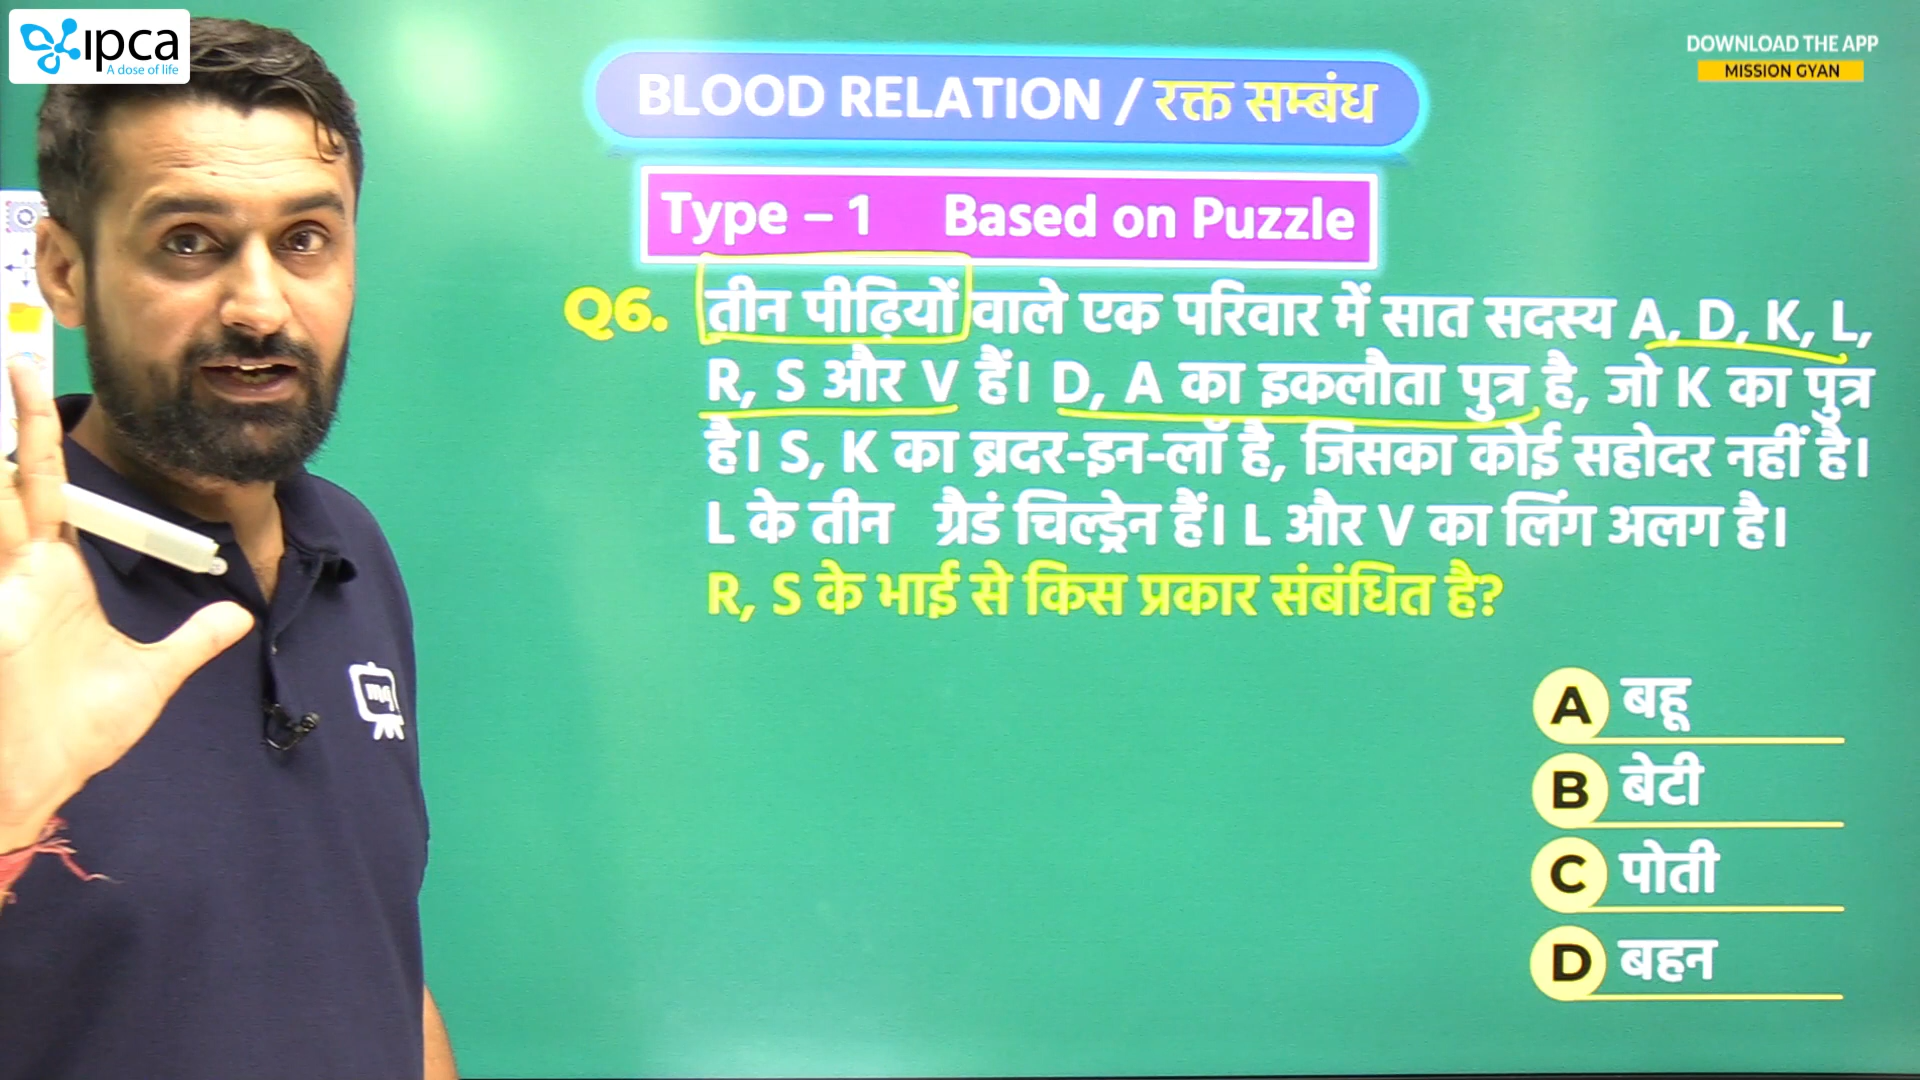 ipca
A dose of life
DOWNLOAD THE APP
MISSION GYAN
BLOOD RELATION / रक्त सम्बंध
Type – 1 Based on Puzzle
Q6. तीन पीढ़ियों वाले एक परिवार में सात सदस्य A, D, K, L,
R, S और V हैं। D, A का इकलौता पुत्र है, जो K का पुत्र
है। S, K का ब्रदर-इन-लॉ है, जिसका कोई सहोदर नहीं है।
L के तीन ग्रैडं चिल्ड्रेन हैं। L और V का लिंग अलग है।
R, S के भाई से किस प्रकार संबंधित है?
A बहू
B बेटी
C पोती
D बहन
mg